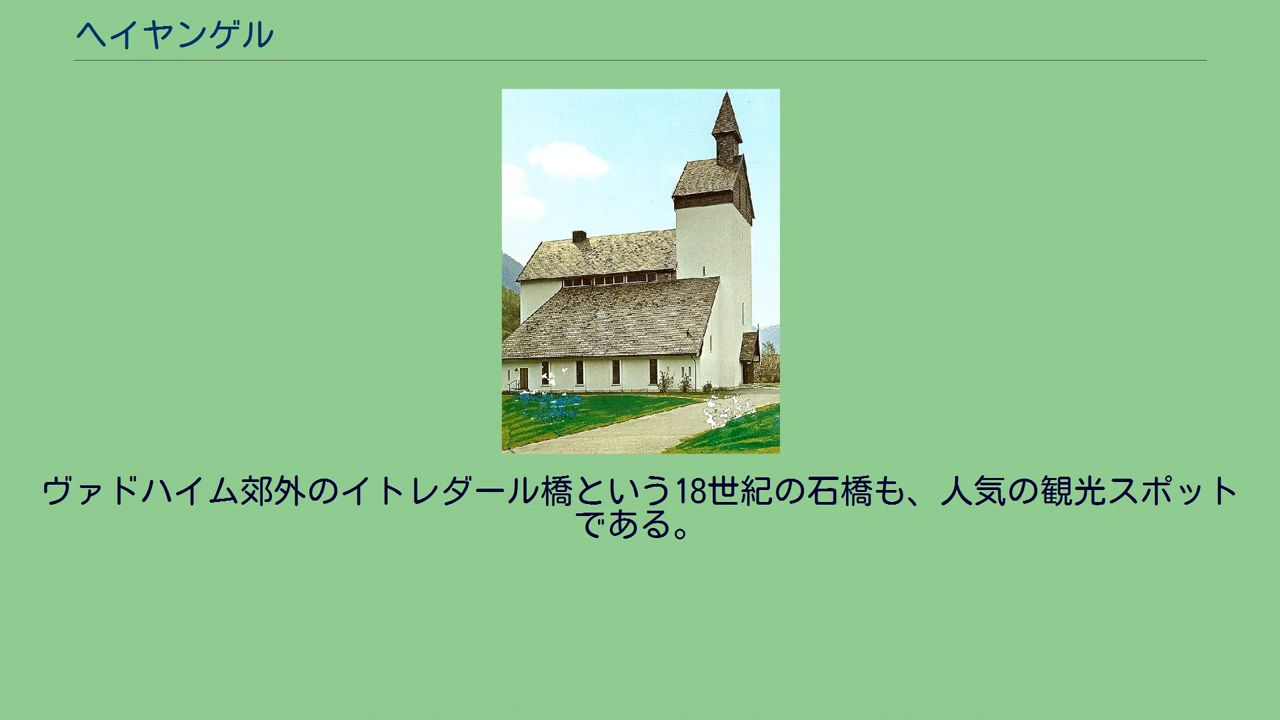 ヘイヤンゲル
ヴァドハイム郊外のイトレダール橋という18世紀の石橋も、人気の観光スポット
である。